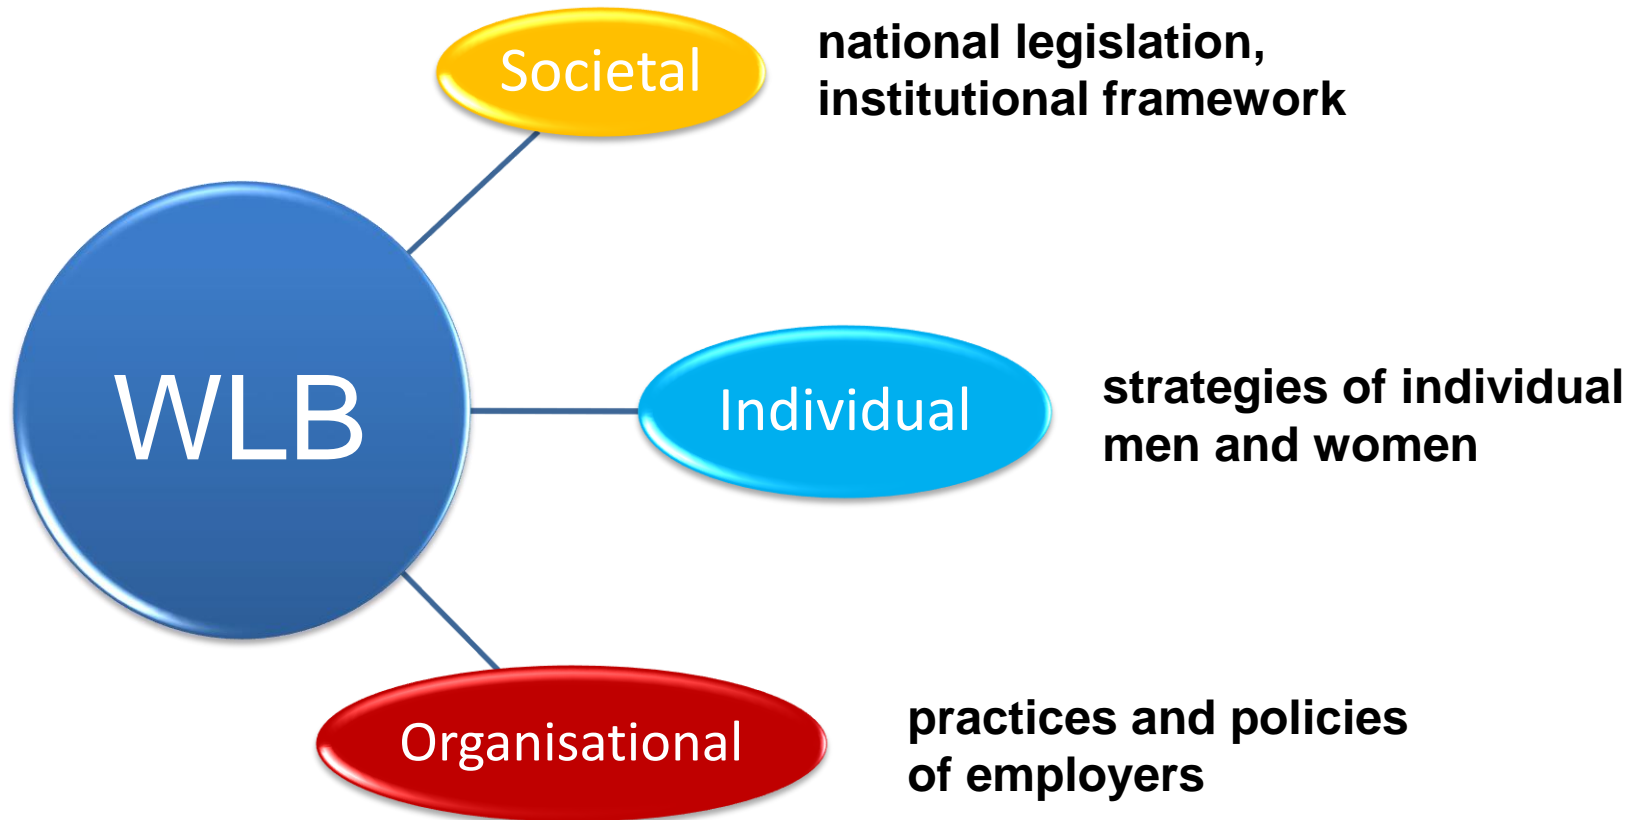 Societal
national legislation,
institutional framework
WLB
Individual
strategies of individual
men and women
Organisational
practices and policies
of employers